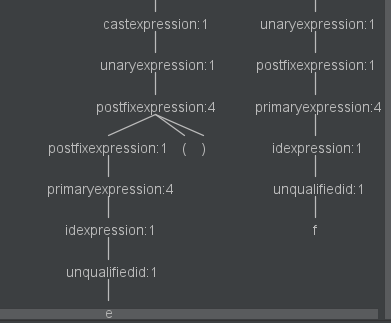 castexpression:1 unaryexpression:1
unaryexpression:1 postfixexpression:1
postfixexpression:4 primaryexpression:4
postfixexpression:1 ( ) idexpression:1
primaryexpression:4 unqualifiedid:1
idexpression:1 f
unqualifiedid:1
e